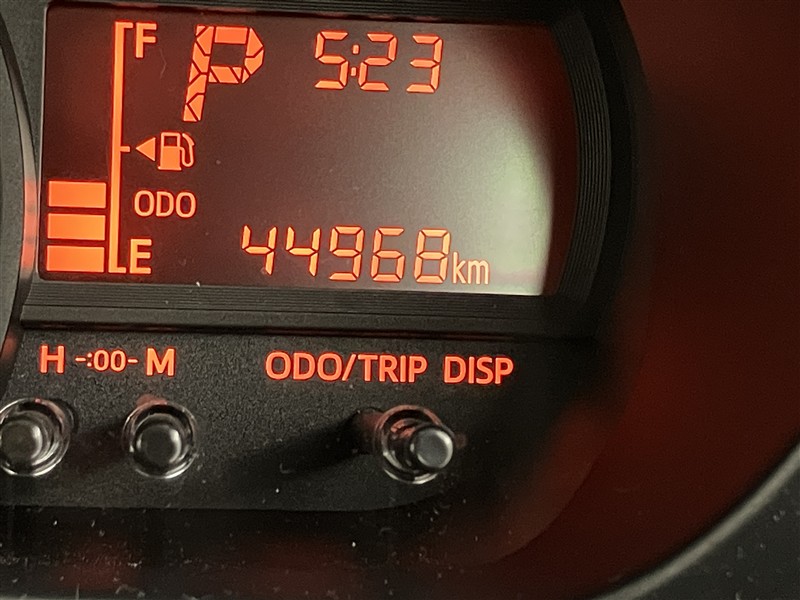 F P 5:23
ODO
E 44968km
H -:00- M ODO/TRIP DISP